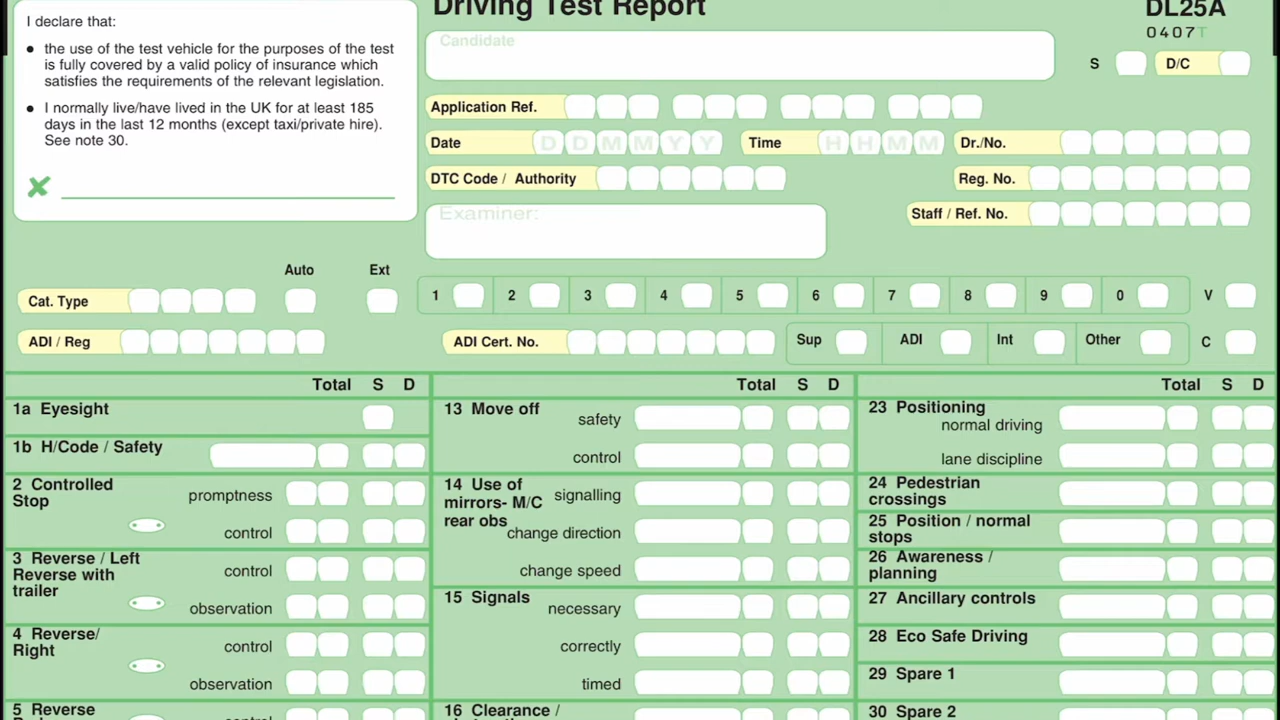 Driving Test Report
DL25A
0407T
I declare that:
• the use of the test vehicle for the purposes of the test
is fully covered by a valid policy of insurance which
satisfies the requirements of the relevant legislation.
• I normally live/have lived in the UK for at least 185
days in the last 12 months (except taxi/private hire).
See note 30.
✘
Candidate
S D/C
Application Ref.
Date D D M M Y Y Time H H M M Dr./No.
DTC Code / Authority Reg. No.
Examiner: Staff / Ref. No.
Auto Ext
Cat. Type 1 2 3 4 5 6 7 8 9 0 V
ADI / Reg ADI Cert. No. Sup ADI Int Other C
Total S D
1a Eyesight
1b H/Code / Safety
2 Controlled
Stop
promptness
control
3 Reverse / Left
Reverse with
trailer
control
observation
4 Reverse/
Right
control
observation
5 Reverse
control
Total S D
13 Move off
safety
control
14 Use of
mirrors- M/C
rear obs
signalling
change direction
change speed
15 Signals
necessary
correctly
timed
16 Clearance /
Total S D
23 Positioning
normal driving
lane discipline
24 Pedestrian
crossings
25 Position / normal
stops
26 Awareness /
planning
27 Ancillary controls
28 Eco Safe Driving
29 Spare 1
30 Spare 2